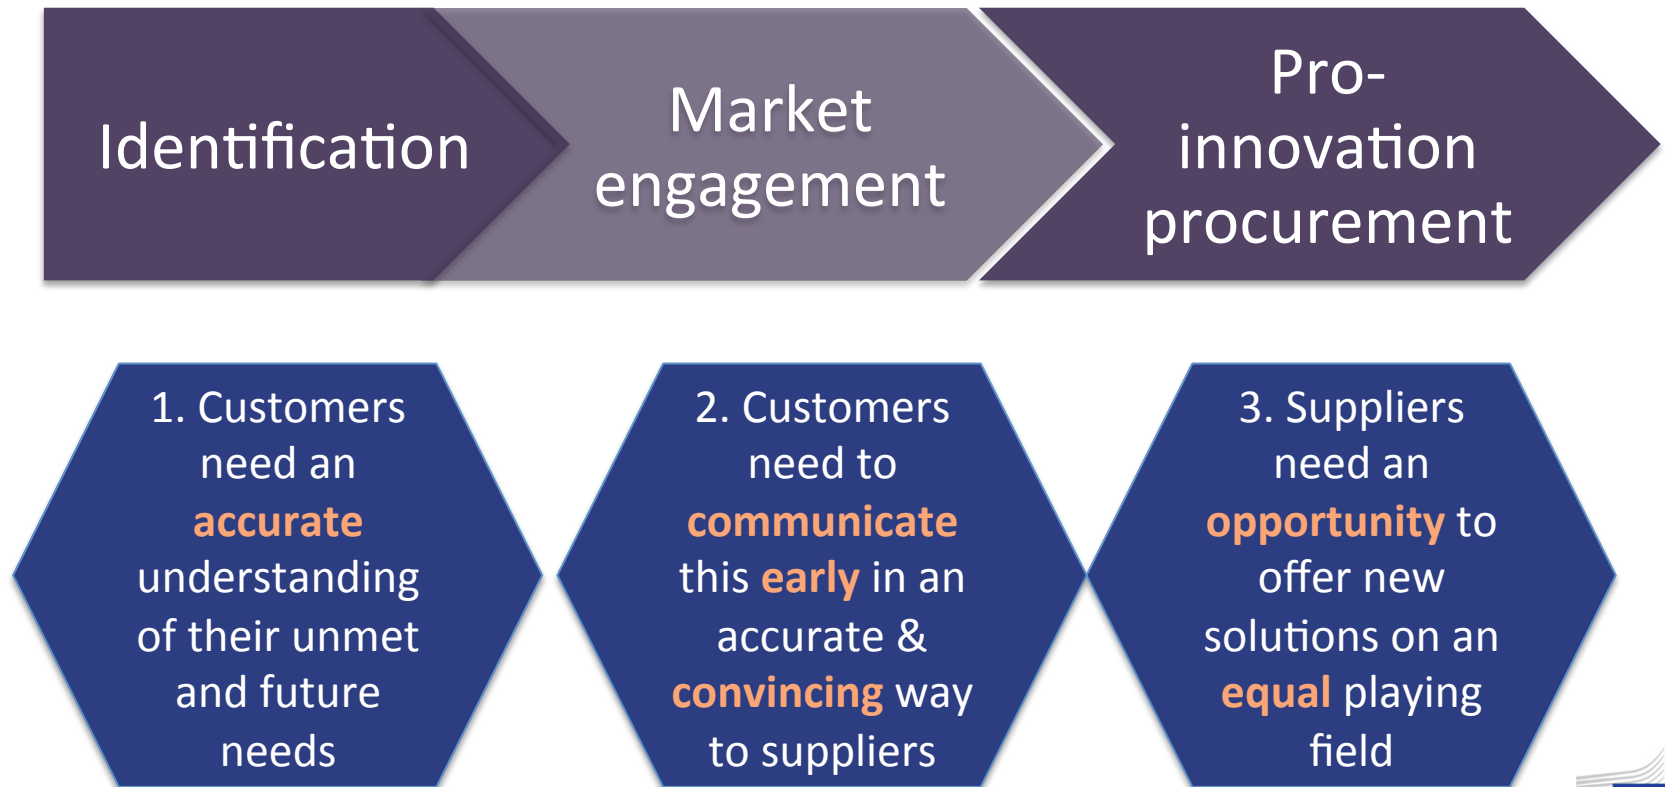 Identification
Market
engagement
Pro-
innovation
procurement
1. Customers
need an
accurate
understanding
of their unmet
and future
needs
2. Customers
need to
communicate
this early in an
accurate &
convincing way
to suppliers
3. Suppliers
need an
opportunity to
offer new
solutions on an
equal playing
field